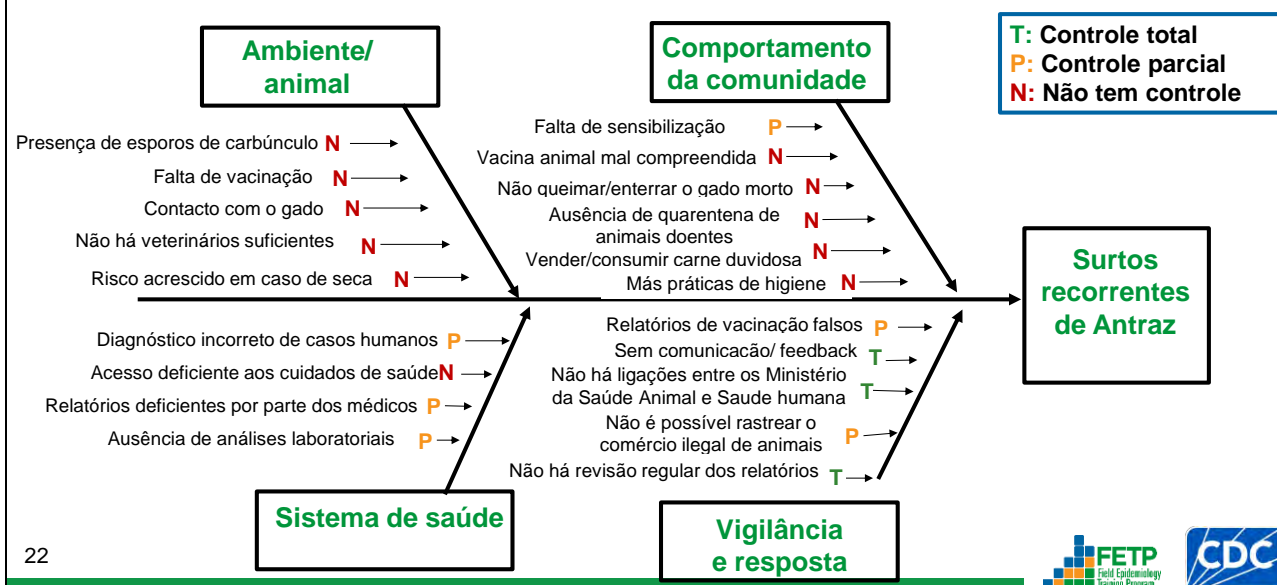 Ambiente/
animal
Comportamento
da comunidade
T: Controle total
P: Controle parcial
N: Não tem controle
Presença de esporos de carbúnculo N
Falta de vacinação N
Contacto com o gado N
Não há veterinários suficientes N
Risco acrescido em caso de seca N
Falta de sensibilização P
Vacina animal mal compreendida N
Não queimar/enterrar o gado morto N
Ausência de quarentena de
animais doentes N
Vender/consumir carne duvidosa N
Más práticas de higiene N
Surtos
recorrentes
de Antraz
Diagnóstico incorreto de casos humanos P
Acesso deficiente aos cuidados de saúde N
Relatórios deficientes por parte dos médicos P
Ausência de análises laboratoriais P
Relatórios de vacinação falsos P
Sem comunicacão/ feedback T
Não há ligações entre os Ministério
da Saúde Animal e Saude humana T
Não é possível rastrear o
comércio ilegal de animais P
Não há revisão regular dos relatórios T
Sistema de saúde
Vigilância
e resposta
22
FETP
Field Epidemiology
Training Program
CDC